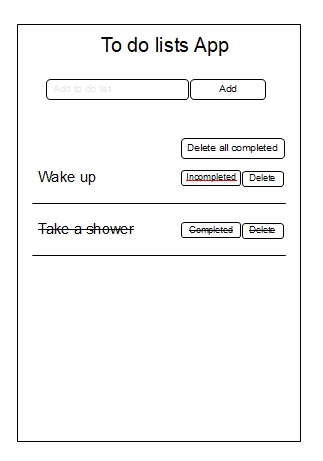 To do lists App
Add to do list Add
Delete all completed
Wake up Incompleted Delete
Take a shower Completed Delete